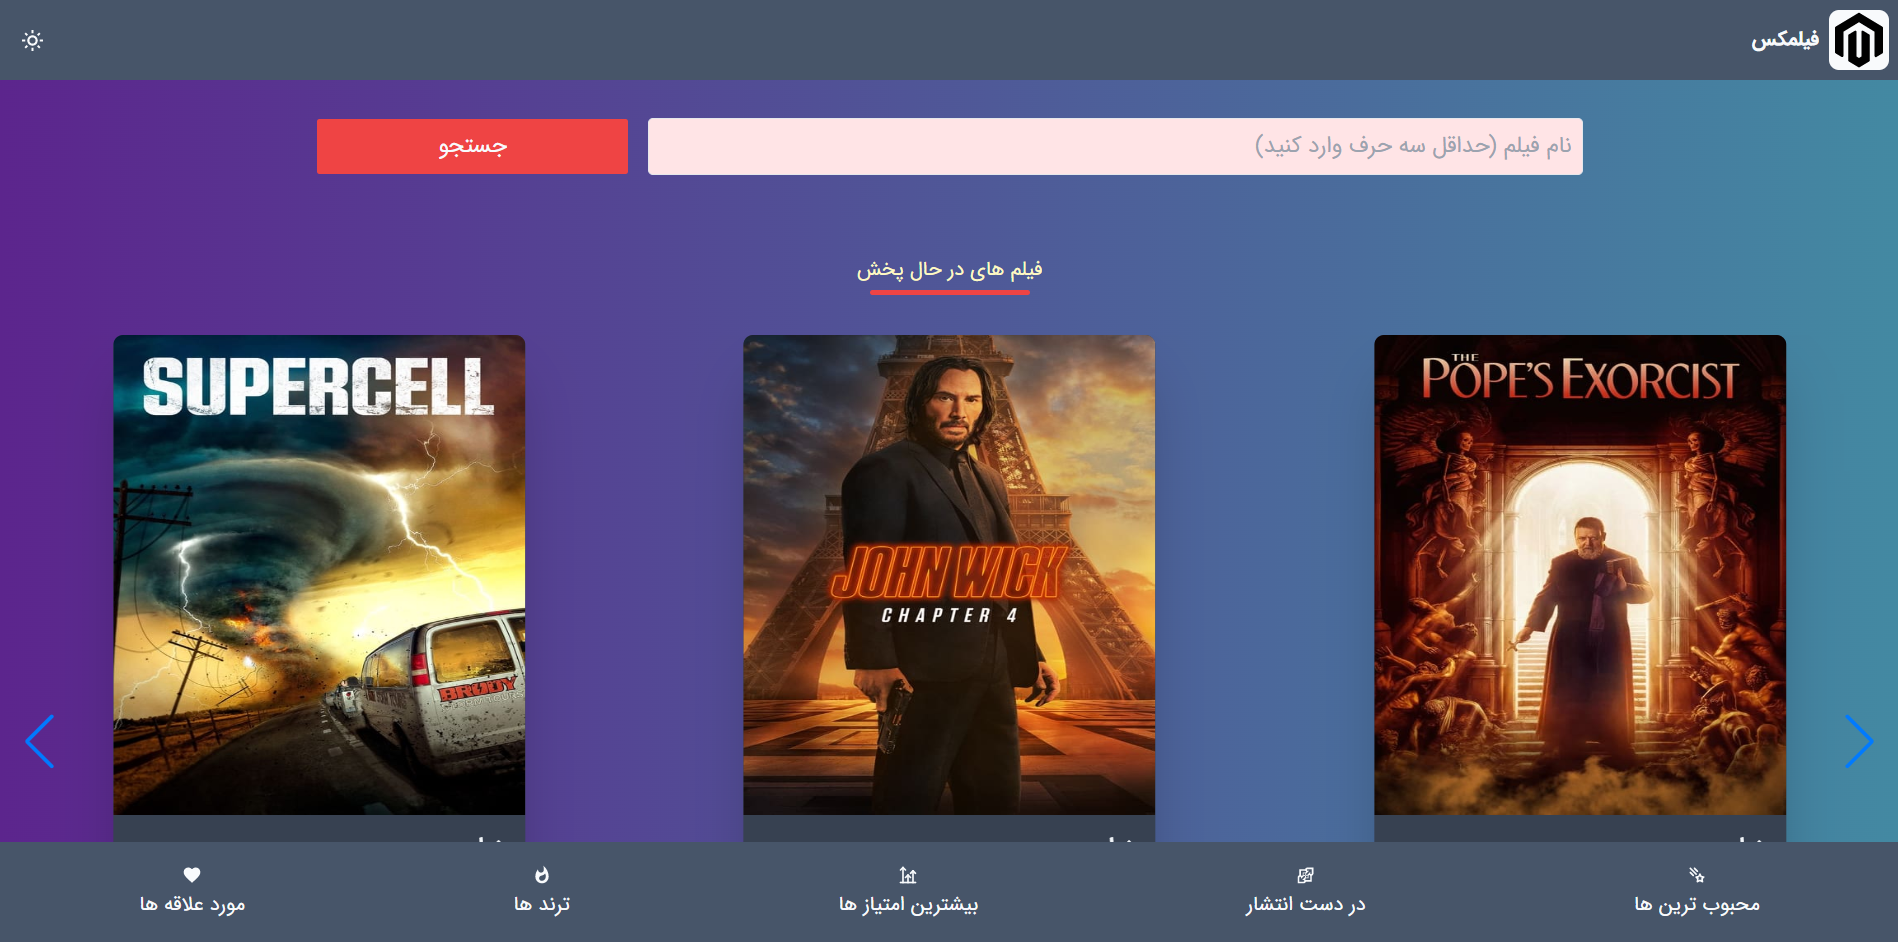 فیلمکس
نام فیلم (حداقل سه حرف وارد کنید)
جستجو
فیلم های در حال پخش
THE
POPE'S EXORCIST
JOHN WICK
CHAPTER 4
SUPERCELL
BRODY
محبوب ترین ها
در دست انتشار
بیشترین امتیاز ها
ترند ها
مورد علاقه ها